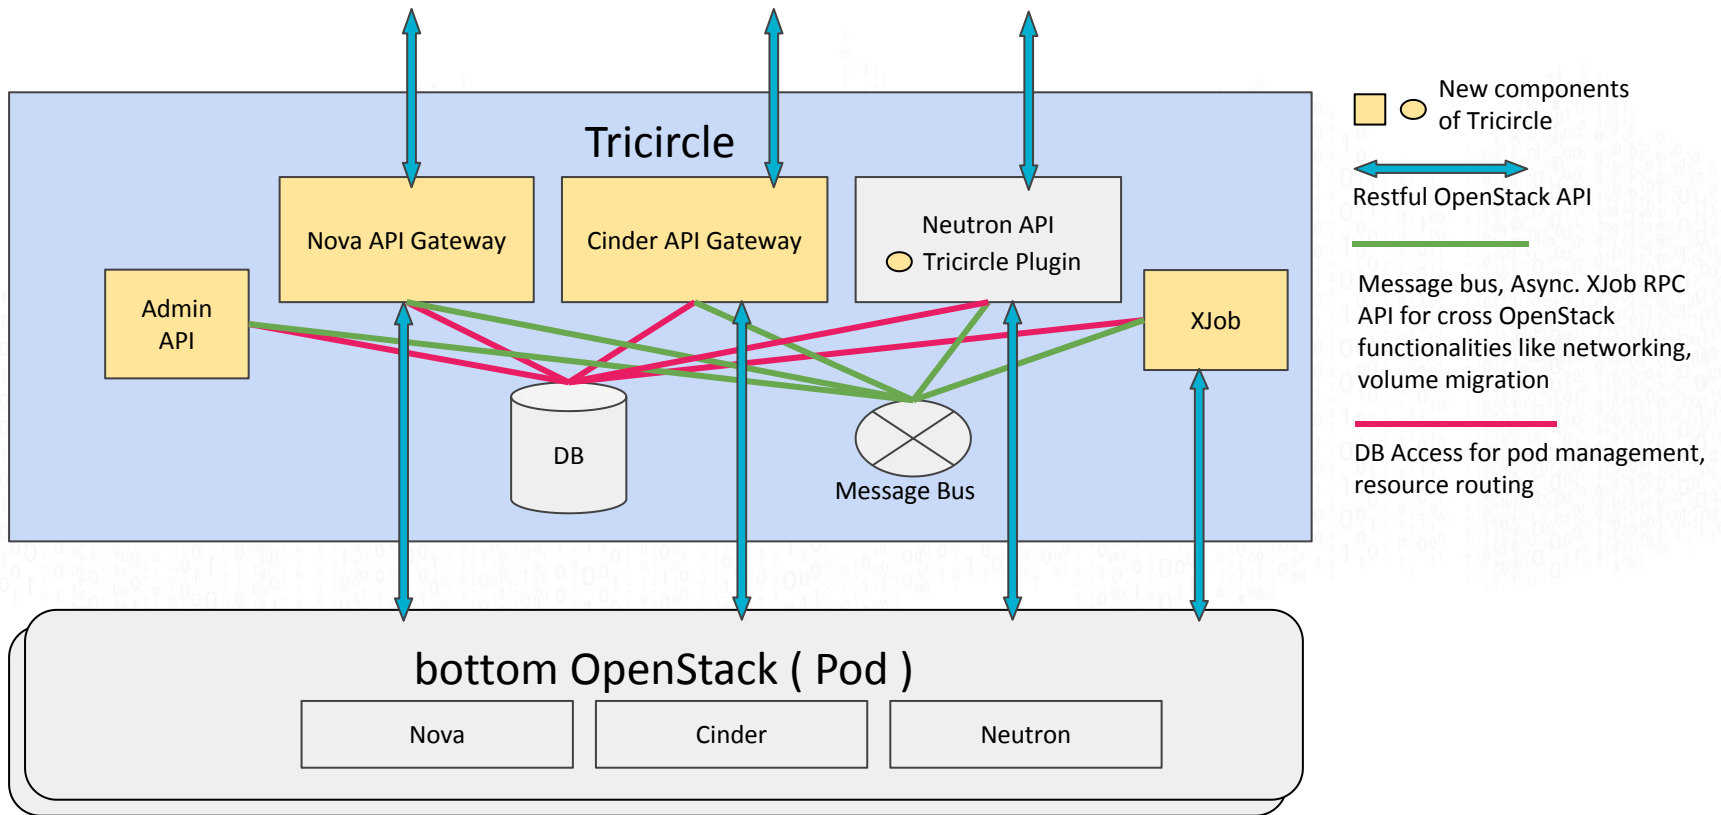 Tricircle
Nova API Gateway
Cinder API Gateway
Neutron API
Tricircle Plugin
Admin
API
XJob
DB
Message Bus
bottom OpenStack ( Pod )
Nova
Cinder
Neutron
New components
of Tricircle
Restful OpenStack API
Message bus, Async. XJob RPC
API for cross OpenStack
functionalities like networking,
volume migration
DB Access for pod management,
resource routing